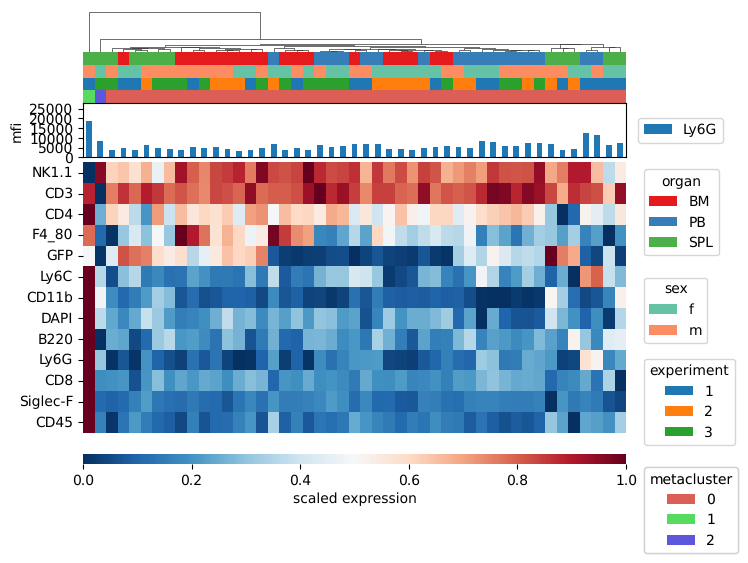 25000
20000
15000
10000
5000
0
mfi
Ly6G
NK1.1
CD3
CD4
F4_80
GFP
Ly6C
CD11b
DAPI
B220
Ly6G
CD8
Siglec-F
CD45
organ
BM
PB
SPL
sex
f
m
experiment
1
2
3
0.0 0.2 0.4 0.6 0.8 1.0
scaled expression
metacluster
0
1
2